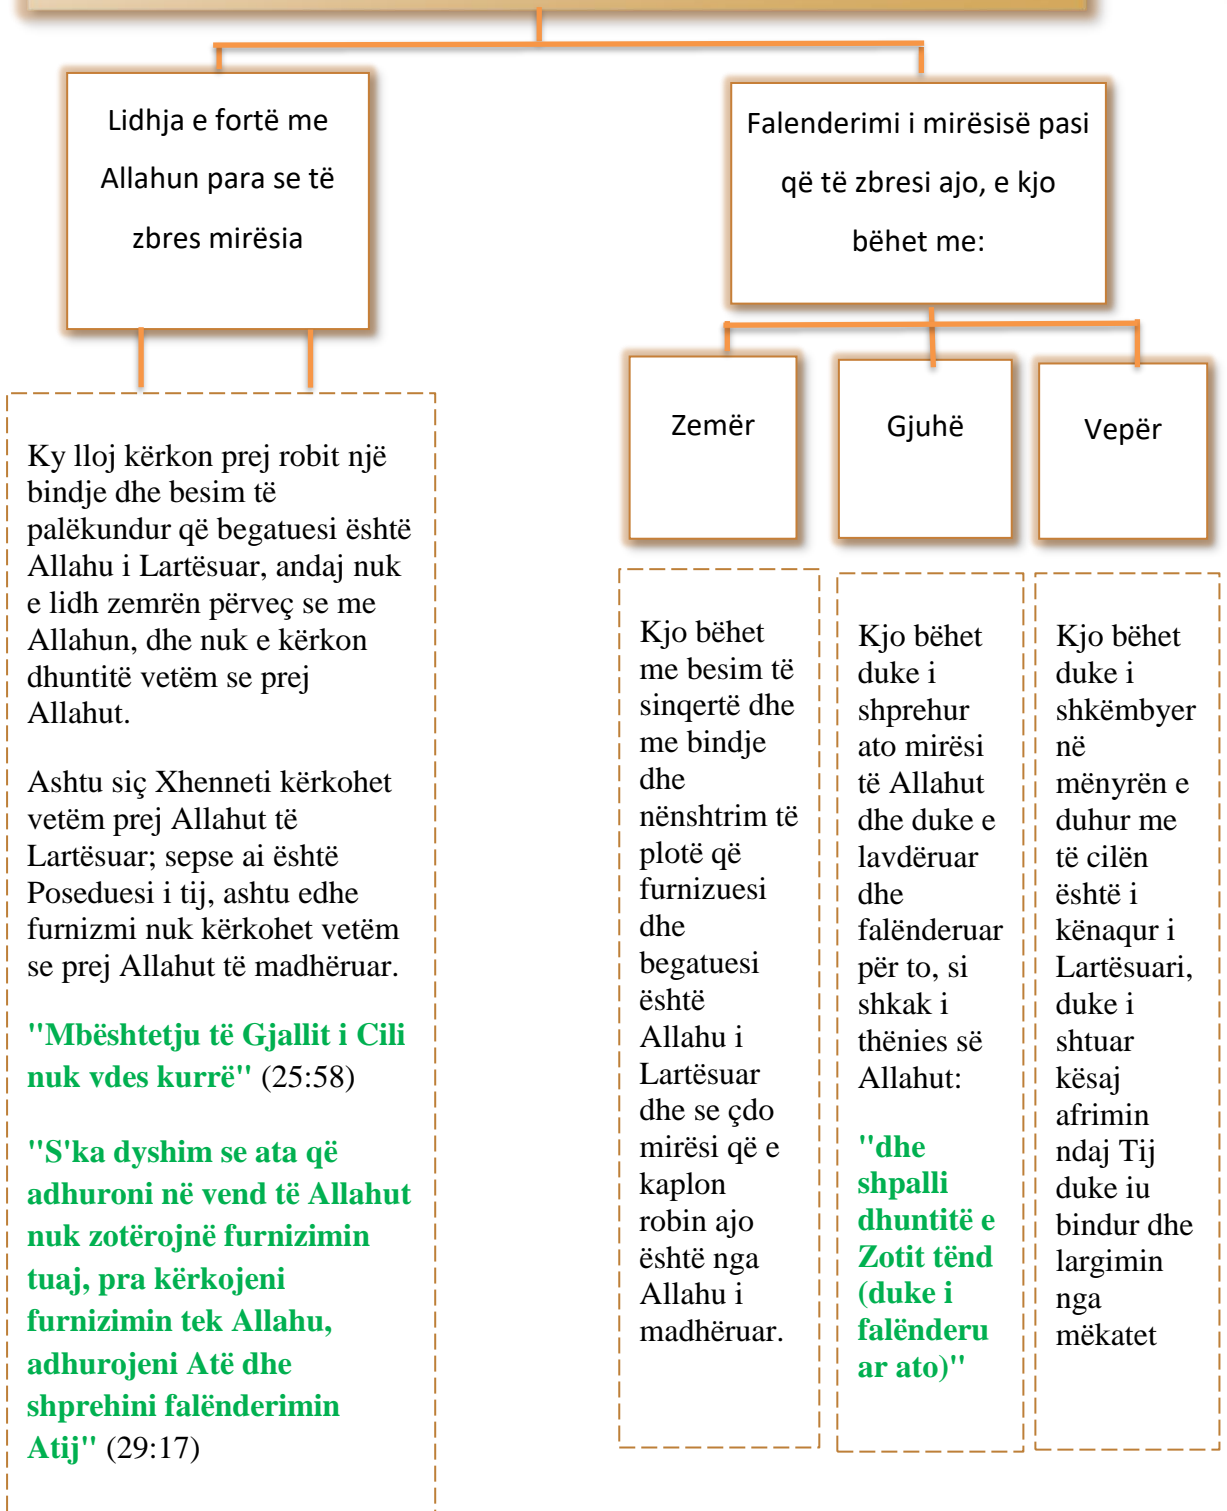 Lidhja e fortë me
Allahun para se të
zbres mirësia
Falenderimi i mirësisë pasi
që të zbresi ajo, e kjo
bëhet me:
Ky lloj kërkon prej robit një
bindje dhe besim të
palëkundur që begatuesi është
Allahu i Lartësuar, andaj nuk
e lidh zemrën përveç se me
Allahun, dhe nuk e kërkon
dhuntitë vetëm se prej
Allahut.
Ashtu siç Xhenneti kërkohet
vetëm prej Allahut të
Lartësuar; sepse ai është
Poseduesi i tij, ashtu edhe
furnizmi nuk kërkohet vetëm
se prej Allahut të madhëruar.
"Mbështetju të Gjallit i Cili
nuk vdes kurrë" (25:58)
"S'ka dyshim se ata që
adhuroni në vend të Allahut
nuk zotërojnë furnizimin
tuaj, pra kërkojeni
furnizimin tek Allahu,
adhurojeni Atë dhe
shprehini falënderimin
Atij" (29:17)
Zemër
Kjo bëhet
me besim të
sinqertë dhe
me bindje
dhe
nënshtrim të
plotë që
furnizuesi
dhe
begatuesi
është
Allahu i
Lartësuar
dhe se çdo
mirësi që e
kaplon
robin ajo
është nga
Allahu i
madhëruar.
Gjuhë
Kjo bëhet
duke i
shprehur
ato mirësi
të Allahut
dhe duke e
lavdëruar
dhe
falënderuar
për to, si
shkak i
thënies së
Allahut:
"dhe
shpalli
dhuntitë e
Zotit tënd
(duke i
falënderu
ar ato)"
Vepër
Kjo bëhet
duke i
shkëmbyer
në
mënyrën e
duhur me
të cilën
është i
kënaqur i
Lartësuari,
duke i
shtuar
kësaj
afrimin
ndaj Tij
duke iu
bindur dhe
largimin
nga
mëkatet